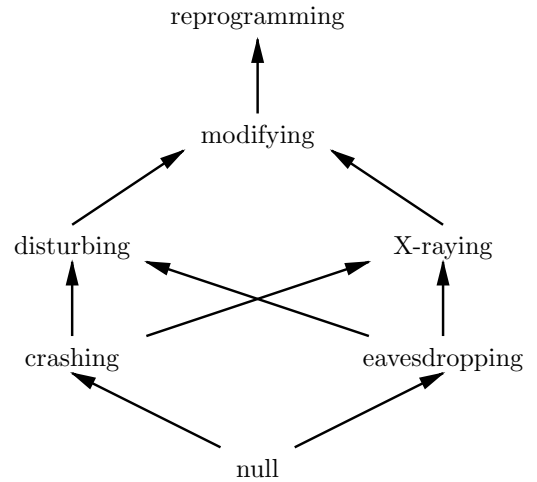 reprogramming
modifying
disturbing
X-raying
crashing
eavesdropping
null